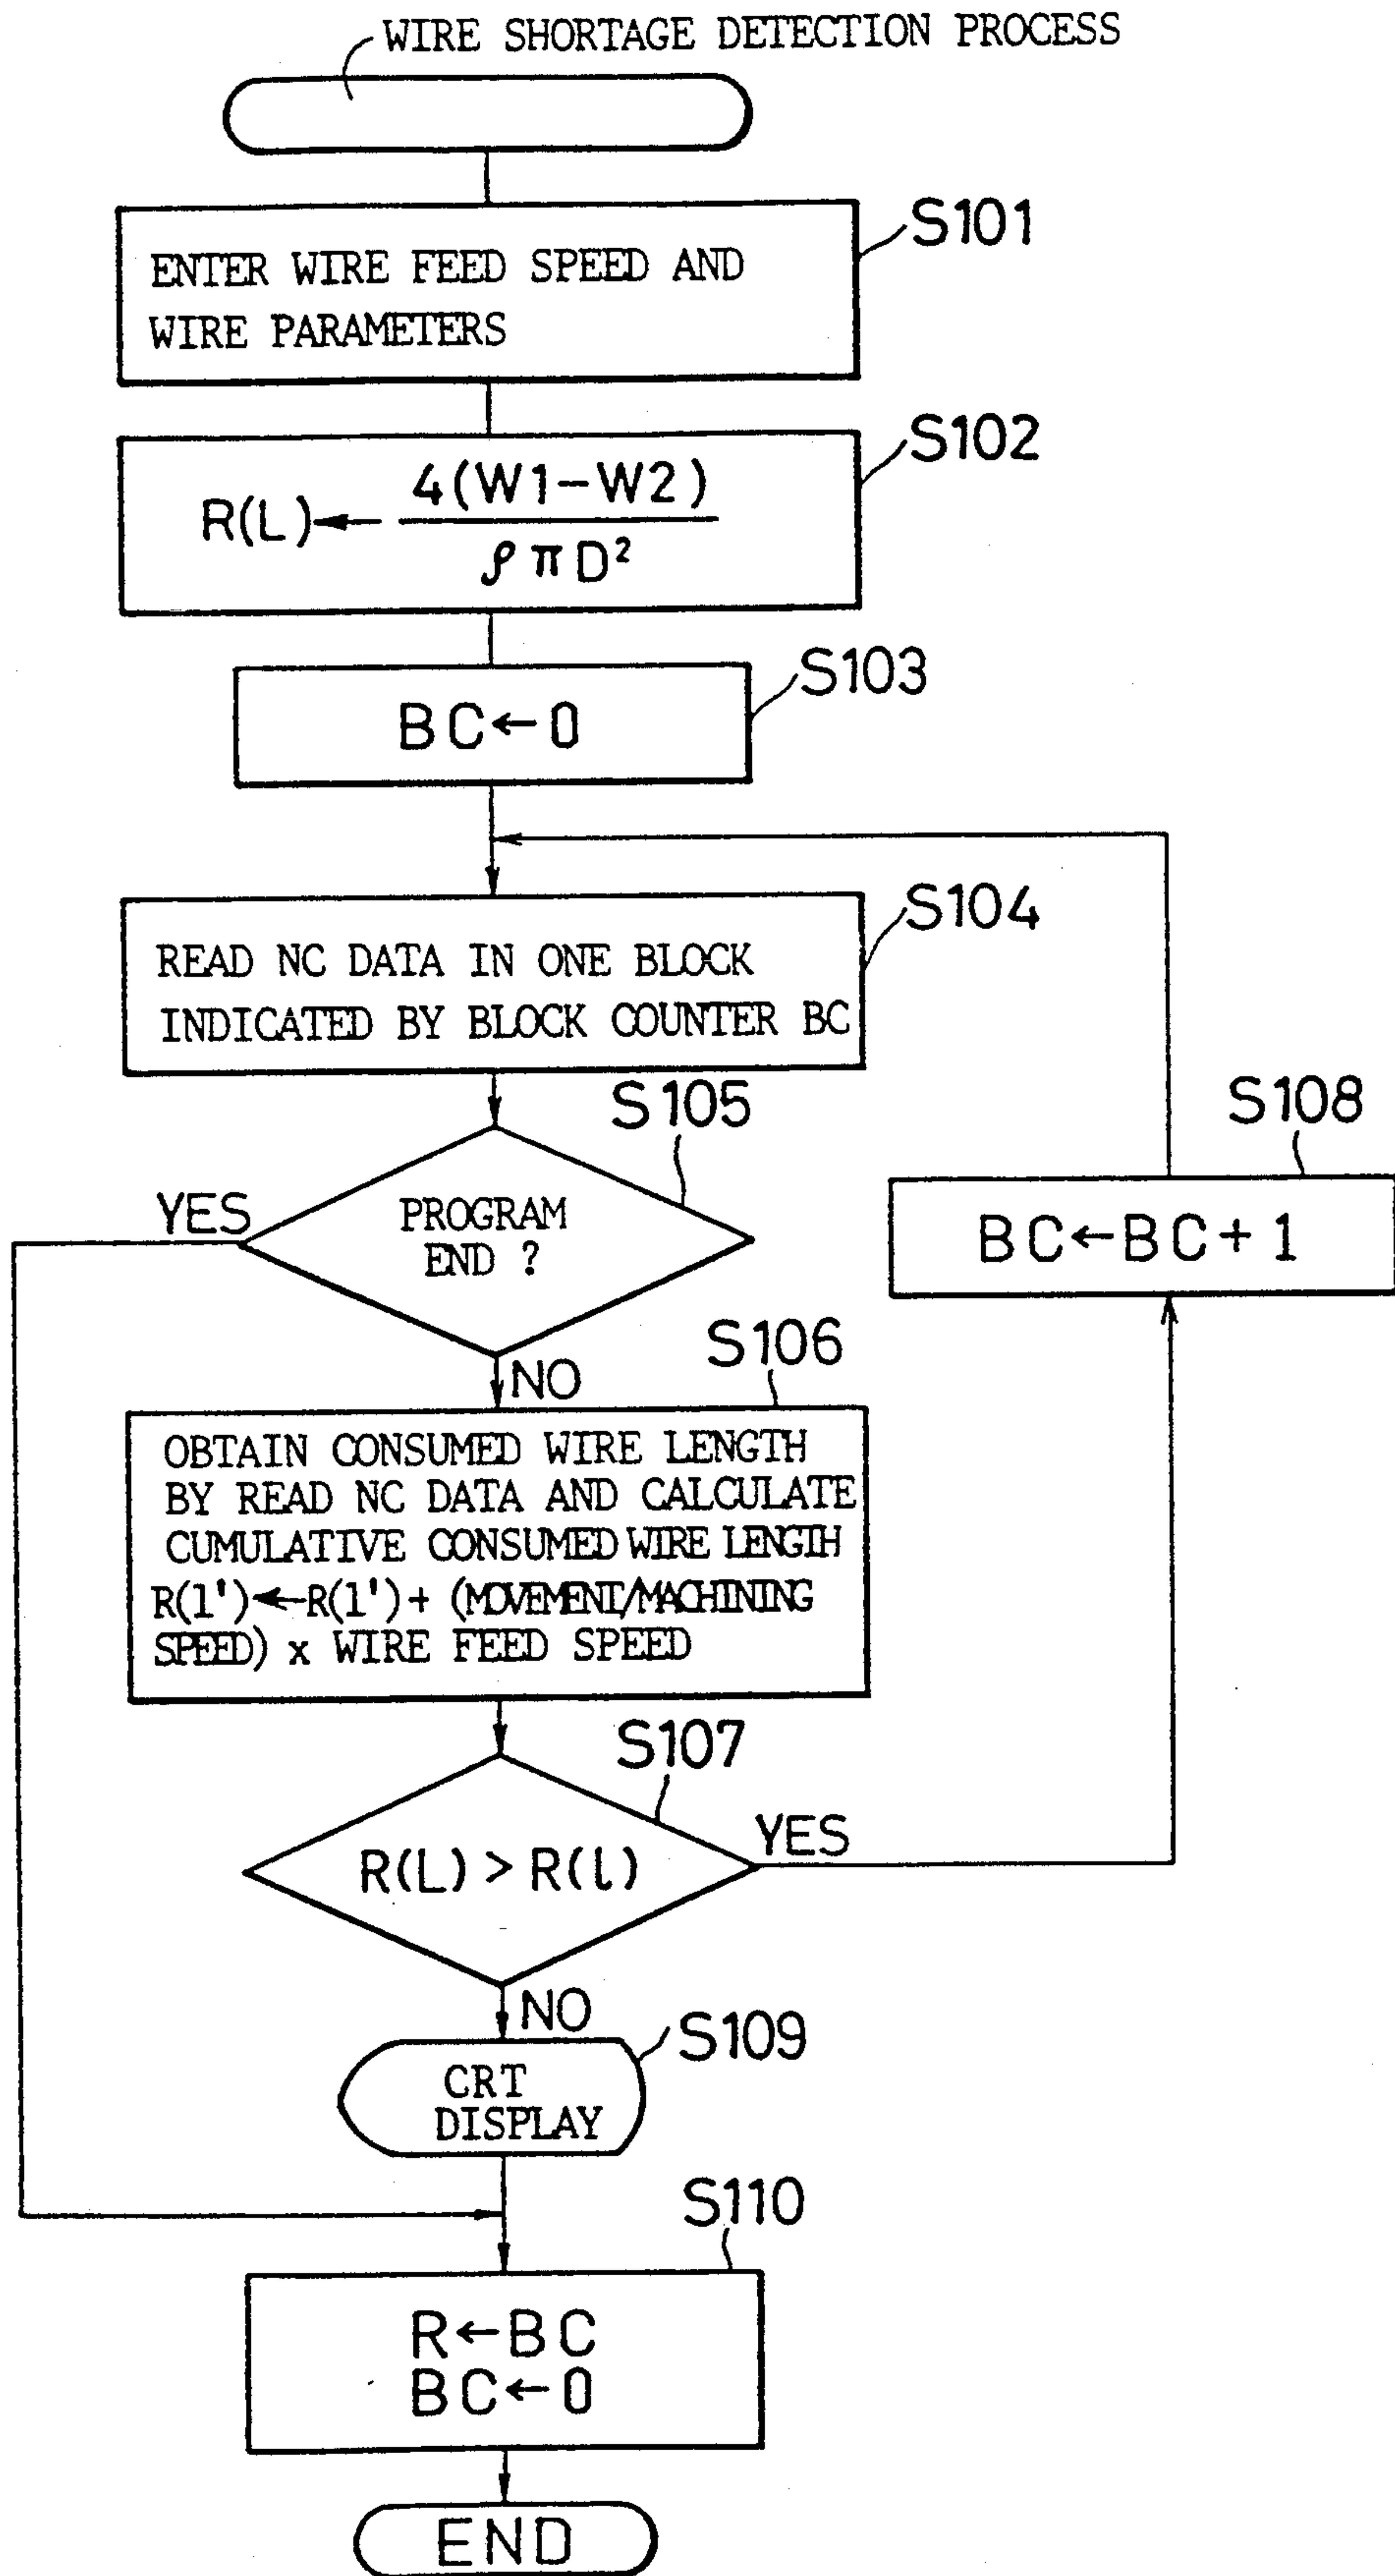 WIRE SHORTAGE DETECTION PROCESS
S101
ENTER WIRE FEED SPEED AND
WIRE PARAMETERS
S102
R(L)← 4(W1-W2)
ρπD²
S103
BC←0
S104
READ NC DATA IN ONE BLOCK
INDICATED BY BLOCK COUNTER BC
S105
YES
PROGRAM
END ?
S108
BC←BC+1
S106
NO
OBTAIN CONSUMED WIRE LENGTH
BY READ NC DATA AND CALCULATE
CUMULATIVE CONSUMED WIRE LENGTH
R(l')←R(l')+ (MOVEMENT/MACHINING
SPEED) x WIRE FEED SPEED
S107
YES
R(L) > R(l)
NO
S109
CRT
DISPLAY
S110
R←BC
BC←0
END